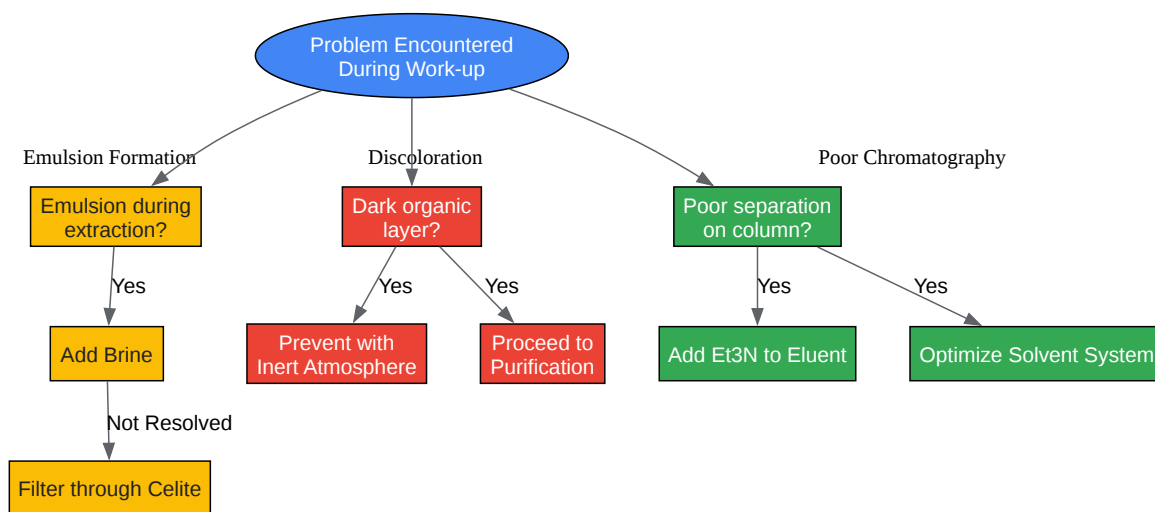 Problem Encountered
During Work-up
Emulsion Formation
Discoloration
Poor Chromatography
Emulsion during
extraction?
Dark organic
layer?
Poor separation
on column?
Yes
Yes
Yes
Yes
Yes
Add Brine
Prevent with
Inert Atmosphere
Proceed to
Purification
Add Et3N to Eluent
Optimize Solvent System
Not Resolved
Filter through Celite